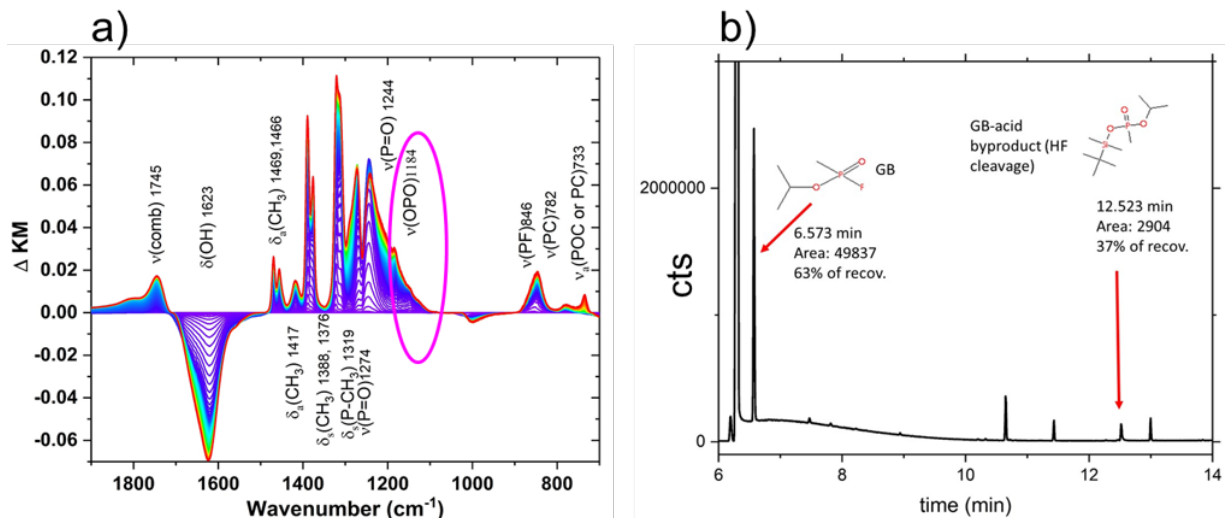 a)
Δ KM
0.12
0.10
0.08
0.06
0.04
0.02
0.00
-0.02
-0.04
-0.06
ν(comb) 1745
δ(OH) 1623
δa(CH3) 1469,1466
ν(P=O) 1244
ν(OPO)1184
ν(PF)846
ν(PC)782
νa(POC or PC)733
δa(CH3) 1417
δs(CH3) 1388, 1376
δs(P-CH3) 1319
ν(P=O)1274
1800 1600 1400 1200 1000 800
Wavenumber (cm-1)
b)
cts
2000000
0
GB
6.573 min
Area: 49837
63% of recov.
GB-acid
byproduct (HF
cleavage)
12.523 min
Area: 2904
37% of recov.
6 8 10 12 14
time (min)